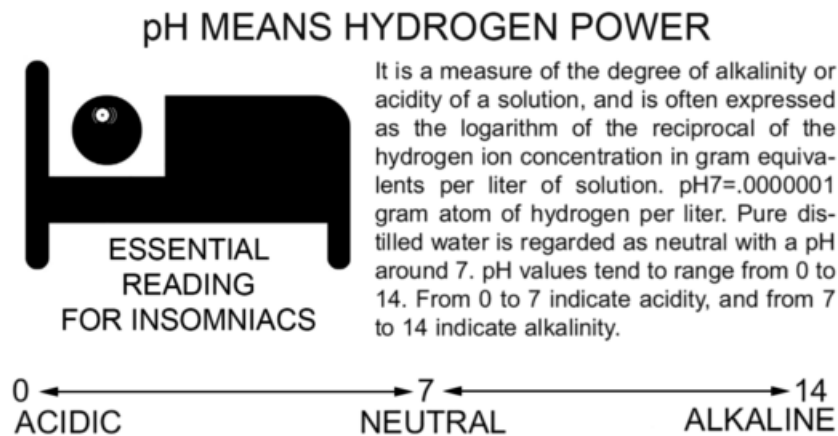 pH MEANS HYDROGEN POWER
It is a measure of the degree of alkalinity or
acidity of a solution, and is often expressed
as the logarithm of the reciprocal of the
hydrogen ion concentration in gram equiva-
lents per liter of solution. pH7=.0000001
gram atom of hydrogen per liter. Pure dis-
tilled water is regarded as neutral with a pH
around 7. pH values tend to range from 0 to
14. From 0 to 7 indicate acidity, and from 7
to 14 indicate alkalinity.
ESSENTIAL
READING
FOR INSOMNIACS
0 7 14
ACIDIC NEUTRAL ALKALINE